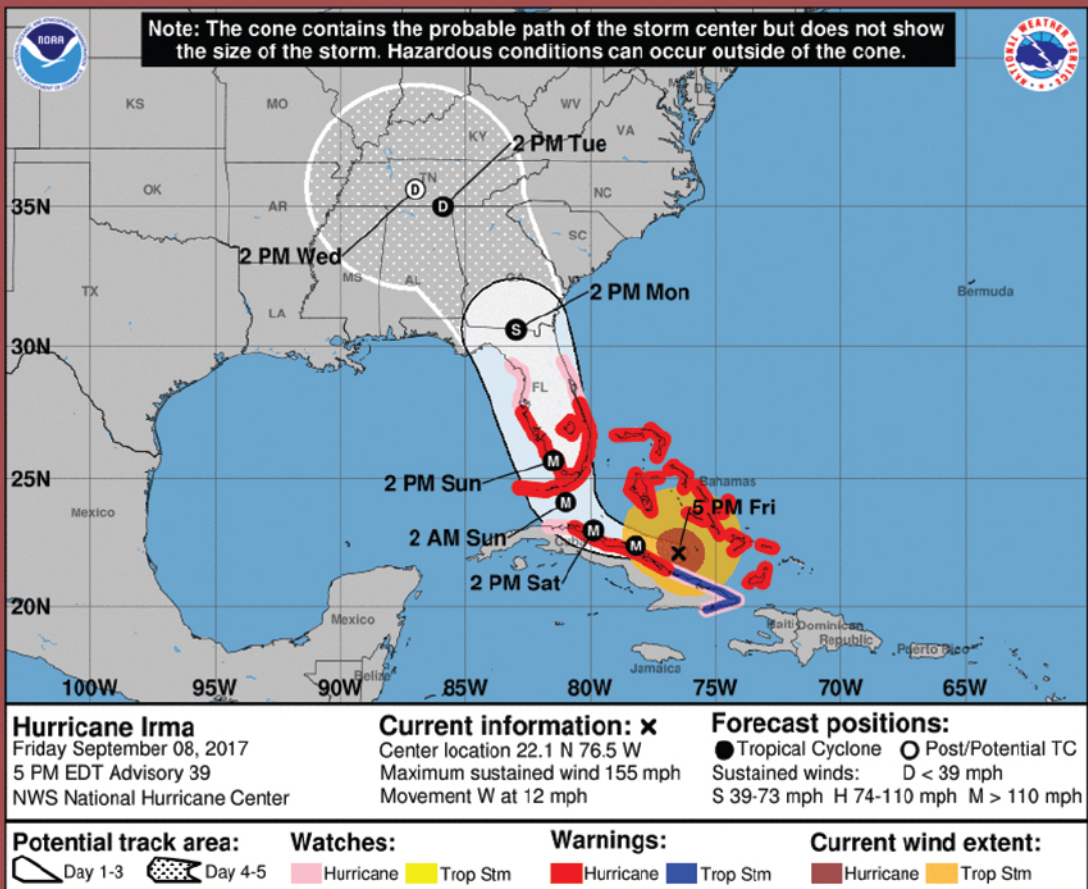 Note: The cone contains the probable path of the storm center but does not show
the size of the storm. Hazardous conditions can occur outside of the cone.
NOAA
NATIONAL WEATHER SERVICE
KS
MO
KY
WV
VA
DE
2 PM Tue
OK
AR
TN
NC
D
D
35N
2 PM Wed
SC
MS
AL
GA
TX
LA
2 PM Mon
Bermuda
S
30N
FL
M
2 PM Sun
25N
Bahamas
M
5 PM Fri
Mexico
2 AM Sun
M
M
Cuba
2 PM Sat
20N
Mexico
Haiti
Dominican
Republic
Puerto Rico
Jamaica
Belize
100W
95W
90W
85W
80W
75W
70W
65W
Hurricane Irma
Friday September 08, 2017
5 PM EDT Advisory 39
NWS National Hurricane Center
Current information: x
Center location 22.1 N 76.5 W
Maximum sustained wind 155 mph
Movement W at 12 mph
Forecast positions:
Tropical Cyclone Post/Potential TC
Sustained winds: D < 39 mph
S 39-73 mph H 74-110 mph M > 110 mph
Potential track area:
Day 1-3 Day 4-5
Watches:
Hurricane Trop Stm
Warnings:
Hurricane Trop Stm
Current wind extent:
Hurricane Trop Stm